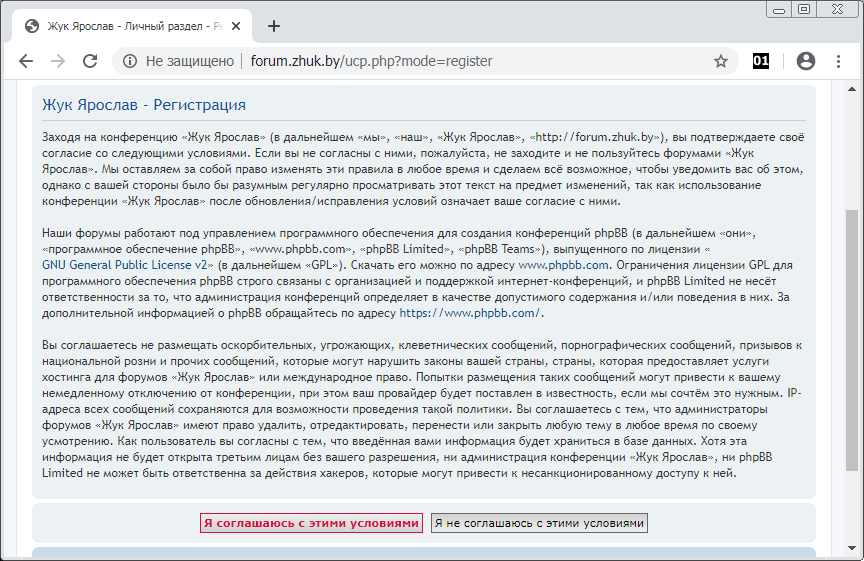 Жук Ярослав - Личный раздел - Ре
Не защищено
forum.zhuk.by/ucp.php?mode=register
01
Жук Ярослав - Регистрация
Заходя на конференцию «Жук Ярослав» (в дальнейшем «мы», «наш», «Жук Ярослав», «http://forum.zhuk.by»), вы подтверждаете своё
согласие со следующими условиями. Если вы не согласны с ними, пожалуйста, не заходите и не пользуйтесь форумами «Жук
Ярослав». Мы оставляем за собой право изменять эти правила в любое время и сделаем всё возможное, чтобы уведомить вас об этом,
однако с вашей стороны было бы разумным регулярно просматривать этот текст на предмет изменений, так как использование
конференции «Жук Ярослав» после обновления/исправления условий означает ваше согласие с ними.
Наши форумы работают под управлением программного обеспечения для создания конференций phpBB (в дальнейшем «они»,
«программное обеспечение phpBB», «www.phpbb.com», «phpBB Limited», «phpBB Teams»), выпущенного по лицензии «
GNU General Public License v2» (в дальнейшем «GPL»). Скачать его можно по адресу www.phpbb.com. Ограничения лицензии GPL для
программного обеспечения phpBB строго связаны с организацией и поддержкой интернет-конференций, и phpBB Limited не несёт
ответственности за то, что администрация конференций определяет в качестве допустимого содержания и/или поведения в них. За
дополнительной информацией о phpBB обращайтесь по адресу https://www.phpbb.com/.
Вы соглашаетесь не размещать оскорбительных, угрожающих, клеветнических сообщений, порнографических сообщений, призывов к
национальной розни и прочих сообщений, которые могут нарушить законы вашей страны, страны, которая предоставляет услуги
хостинга для форумов «Жук Ярослав» или международное право. Попытки размещения таких сообщений могут привести к вашему
немедленному отключению от конференции, при этом ваш провайдер будет поставлен в известность, если мы сочтём это нужным. IP-
адреса всех сообщений сохраняются для возможности проведения такой политики. Вы соглашаетесь с тем, что администраторы
форумов «Жук Ярослав» имеют право удалить, отредактировать, перенести или закрыть любую тему в любое время по своему
усмотрению. Как пользователь вы согласны с тем, что введённая вами информация будет храниться в базе данных. Хотя эта
информация не будет открыта третьим лицам без вашего разрешения, ни администрация конференции «Жук Ярослав», ни phpBB
Limited не может быть ответственна за действия хакеров, которые могут привести к несанкционированному доступу к ней.
Я соглашаюсь с этими условиями
Я не соглашаюсь с этими условиями